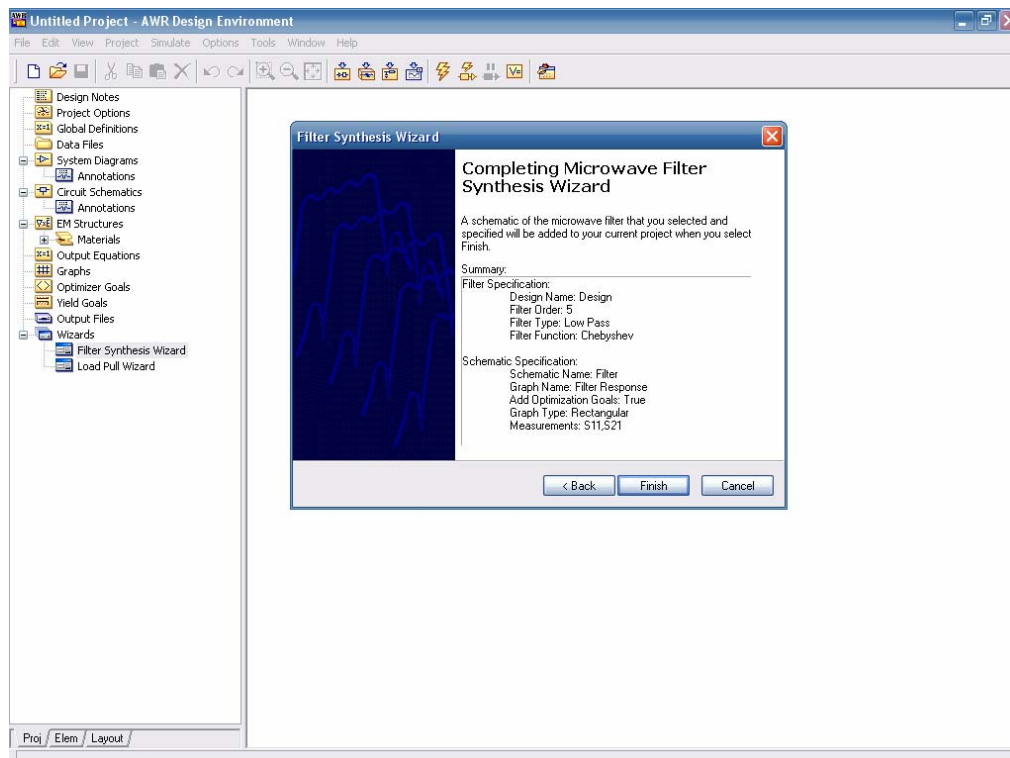 Untitled Project - AWR Design Environment
File Edit View Project Simulate Options Tools Window Help
Design Notes
Project Options
Global Definitions
Data Files
System Diagrams
Annotations
Circuit Schematics
Annotations
EM Structures
Materials
Output Equations
Graphs
Optimizer Goals
Yield Goals
Output Files
Wizards
Filter Synthesis Wizard
Load Pull Wizard
Proj / Elem / Layout /
Filter Synthesis Wizard
Completing Microwave Filter
Synthesis Wizard
A schematic of the microwave filter that you selected and
specified will be added to your current project when you select
Finish.
Summary:
Filter Specification:
Design Name: Design
Filter Order: 5
Filter Type: Low Pass
Filter Function: Chebyshev
Schematic Specification:
Schematic Name: Filter
Graph Name: Filter Response
Add Optimization Goals: True
Graph Type: Rectangular
Measurements: S11,S21
< Back Finish Cancel